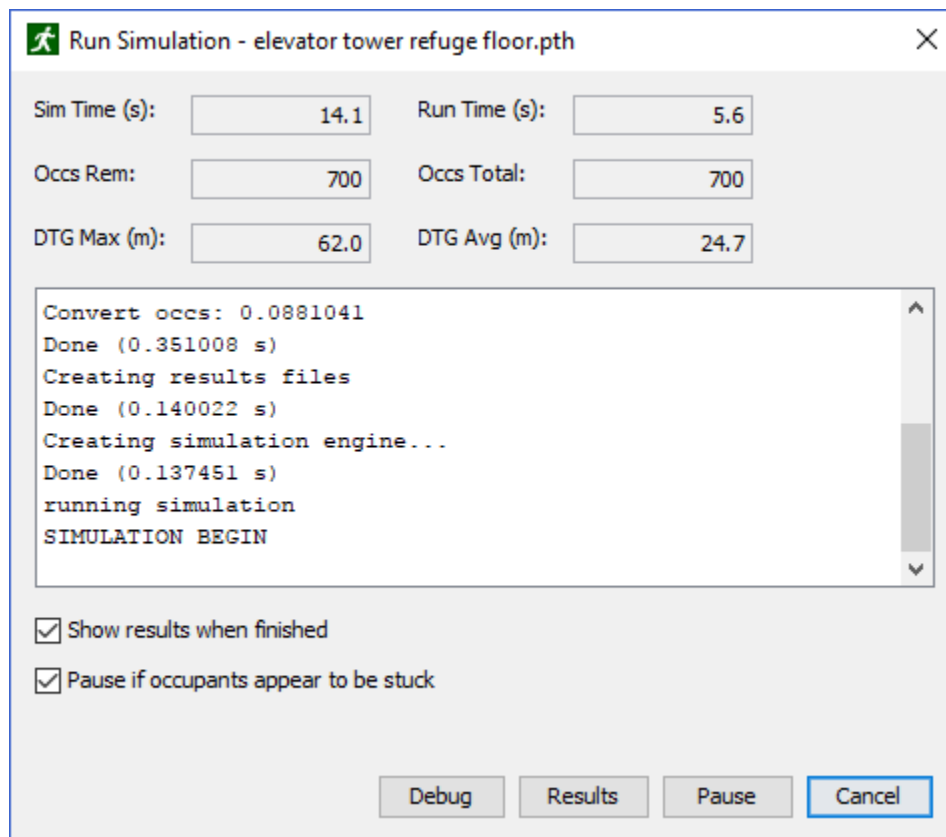 Run Simulation - elevator tower refuge floor.pth
Sim Time (s): 14.1 Run Time (s): 5.6
Occs Rem: 700 Occs Total: 700
DTG Max (m): 62.0 DTG Avg (m): 24.7
Convert occs: 0.0881041
Done (0.351008 s)
Creating results files
Done (0.140022 s)
Creating simulation engine...
Done (0.137451 s)
running simulation
SIMULATION BEGIN
Show results when finished
Pause if occupants appear to be stuck
Debug Results Pause Cancel